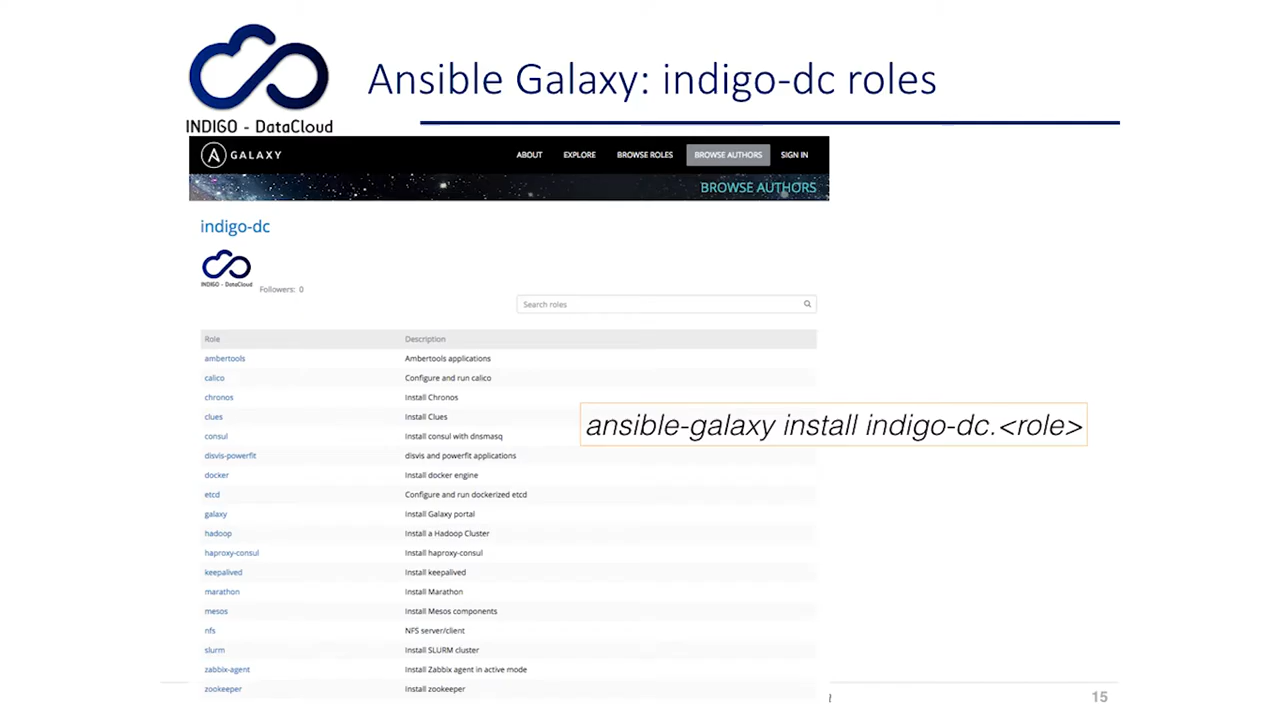 INDIGO - DataCloud
Ansible Galaxy: indigo-dc roles
GALAXY
ABOUT EXPLORE BROWSE ROLES BROWSE AUTHORS SIGN IN
BROWSE AUTHORS
indigo-dc
INDIGO - DataCloud
Followers: 0
Search roles
Role Description
ambertools Ambertools applications
calico Configure and run calico
chronos Install Chronos
clues Install Clues
ansible-galaxy install indigo-dc.<role>
consul Install consul with dnsmasq
disvis-powerfit disvis and powerfit applications
docker Install docker engine
etcd Configure and run dockerized etcd
galaxy Install Galaxy portal
hadoop Install a Hadoop Cluster
haproxy-consul Install haproxy-consul
keepalived Install keepalived
marathon Install Marathon
mesos Install Mesos components
nfs NFS server/client
slurm Install SLURM cluster
zabbix-agent Install Zabbix agent in active mode
zookeeper Install zookeeper
15